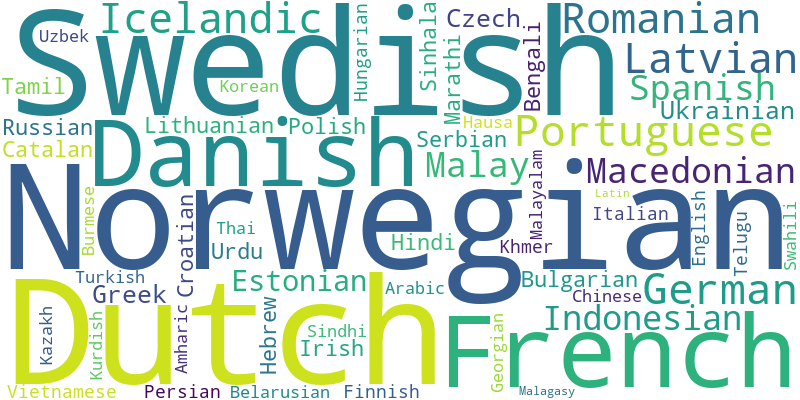 Swedish
Icelandic
Uzbek
Tamil
Korean
Hungarian
Sinhala
Czech
Marathi
Bengali
Romanian
Latvian
Spanish
Ukrainian
Russian
Catalan
Lithuanian
Polish
Danish
Serbian
Hausa
Portuguese
Malay
Malayalam
Macedonian
Norwegian
Burmese
Croatian
Thai
Urdu
Hindi
Khmer
Italian
Latin
English
Telugu
Swahili
Turkish
Greek
Estonian
Arabic
Bulgarian
Chinese
German
Dutch
French
Indonesian
Kazakh
Kurdish
Amharic
Hebrew
Sindhi
Irish
Georgian
Vietnamese
Persian
Belarusian
Finnish
Malagasy